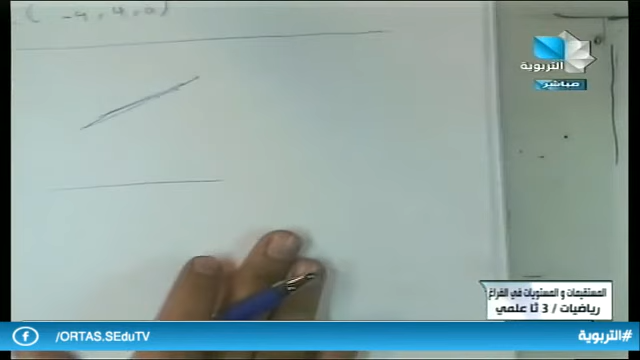 ( -4 , 4 , 0 )
التربوية
مباشر
المستقيمات و المستويات في الفراغ
رياضيات / 3 ثا علمي
/ORTAS.SEduTV
#التربوية